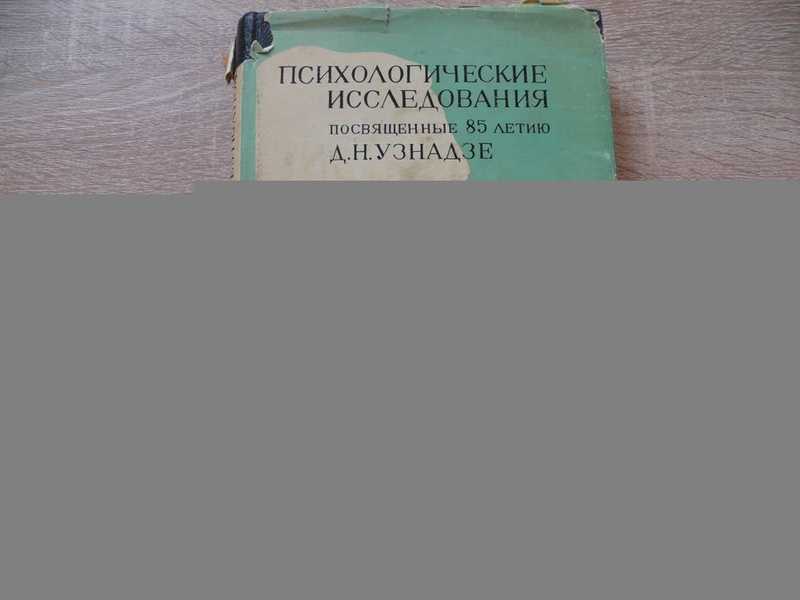 ПСИХОЛОГИЧЕСКИЕ
ИССЛЕДОВАНИЯ
ПОСВЯЩЕННЫЕ 85 ЛЕТИЮ
Д.Н.УЗНАДЗЕ